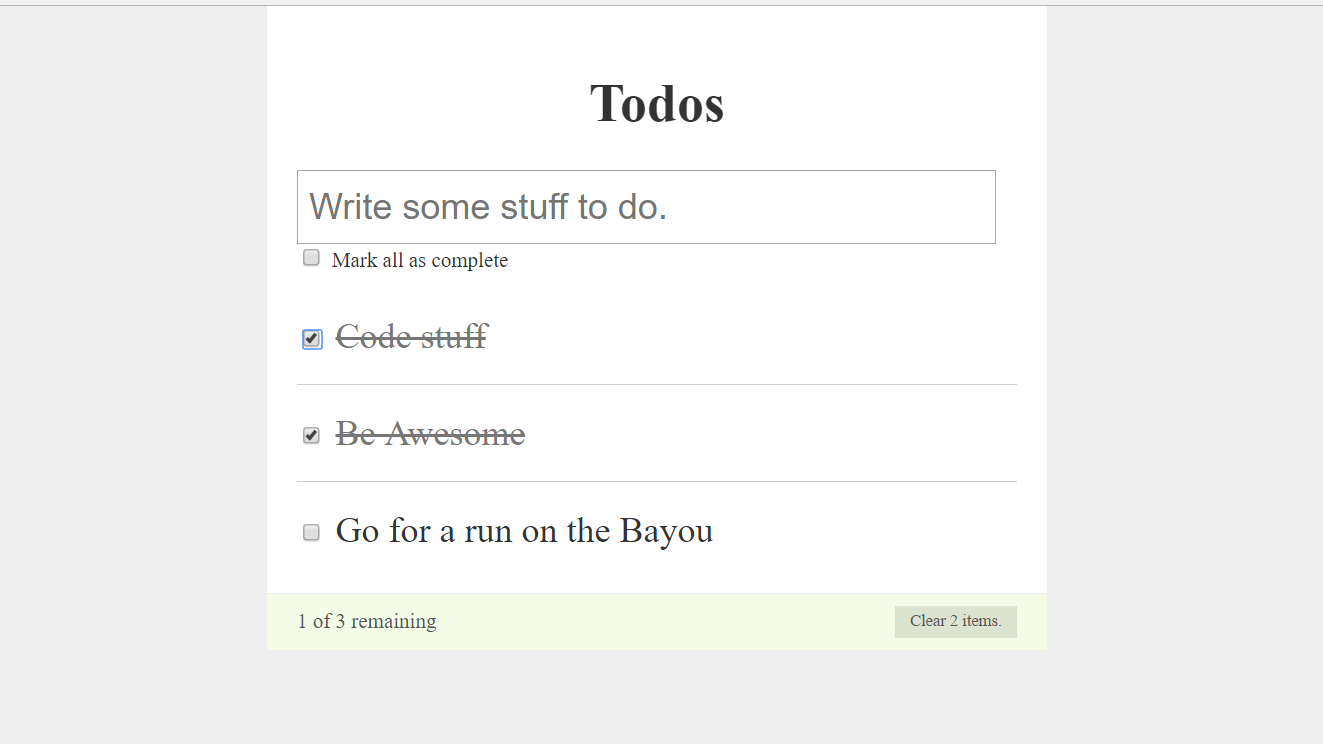 Todos
Write some stuff to do.
Mark all as complete
Code stuff
Be Awesome
Go for a run on the Bayou
1 of 3 remaining
Clear 2 items.